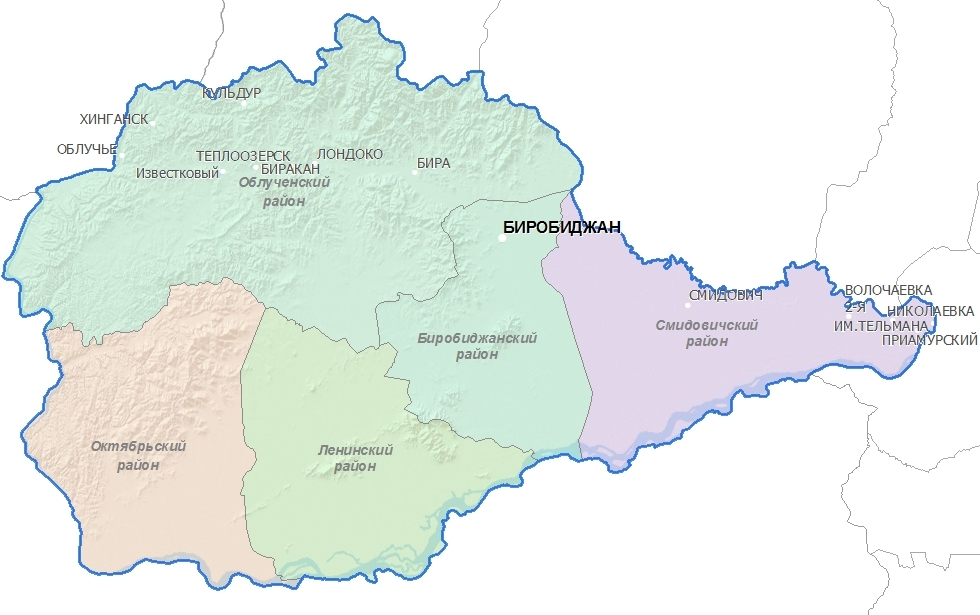 КУЛЬДУР
ХИНГАНСК
ОБЛУЧЬЕ
ТЕПЛООЗЕРСК
ЛОНДОКО
Известковый
БИРАКАН
БИРА
Облученский
район
БИРОБИДЖАН
СМИДОВИЧ
ВОЛОЧАЕВКА
2-Я
НИКОЛАЕВКА
ИМ.ТЕЛЬМАНА
ПРИАМУРСКИЙ
Смидовичский
район
Биробиджанский
район
Октябрьский
район
Ленинский
район